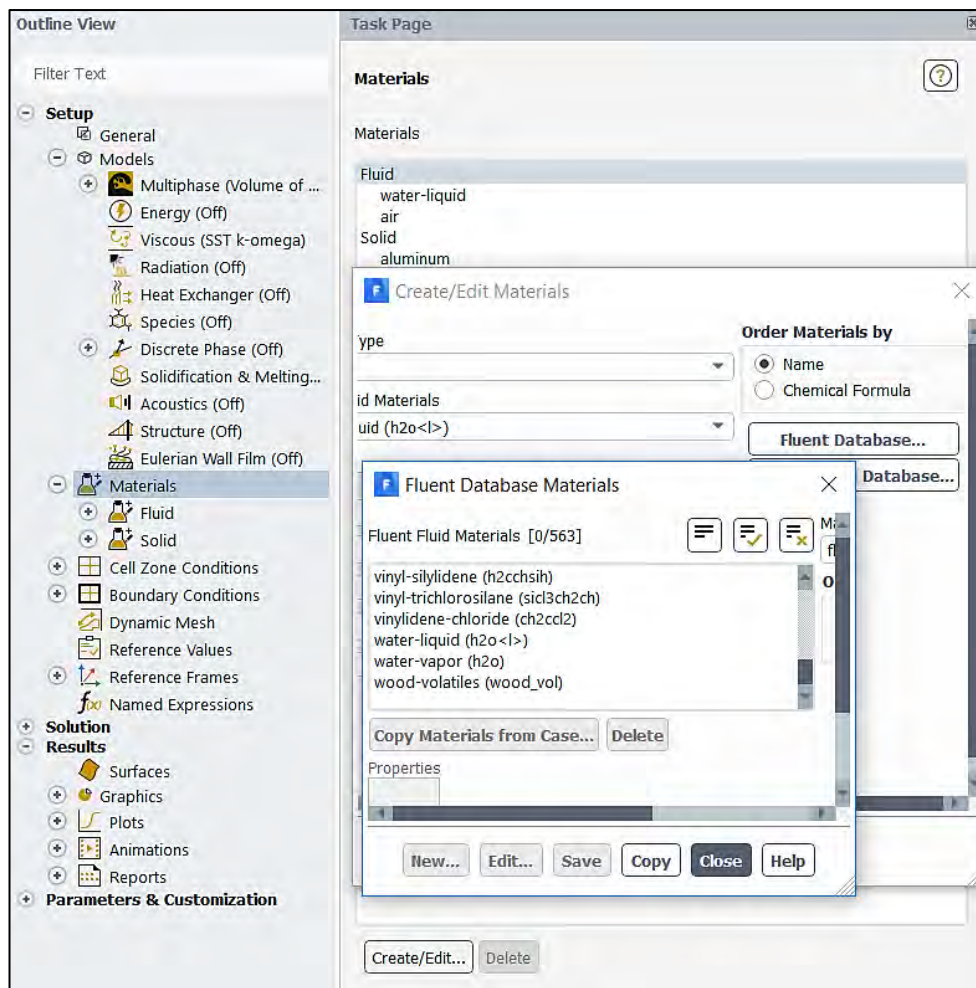 Outline View
Filter Text
Setup
General
Models
Multiphase (Volume of ...
Energy (Off)
Viscous (SST k-omega)
Radiation (Off)
Heat Exchanger (Off)
Species (Off)
Discrete Phase (Off)
Solidification & Melting...
Acoustics (Off)
Structure (Off)
Eulerian Wall Film (Off)
Materials
Fluid
Solid
Cell Zone Conditions
Boundary Conditions
Dynamic Mesh
Reference Values
Reference Frames
Named Expressions
Solution
Results
Surfaces
Graphics
Plots
Animations
Reports
Parameters & Customization
Task Page
Materials
Materials
Fluid
water-liquid
air
Solid
aluminum
Create/Edit Materials
ype
id Materials
uid (h2o<l>)
Order Materials by
Name
Chemical Formula
Fluent Database...
Database...
Fluent Database Materials
Fluent Fluid Materials [0/563]
vinyl-silylidene (h2cchsih)
vinyl-trichlorosilane (sicl3ch2ch)
vinylidene-chloride (ch2ccl2)
water-liquid (h2o<l>)
water-vapor (h2o)
wood-volatiles (wood_vol)
Copy Materials from Case... Delete
Properties
New... Edit... Save Copy Close Help
Create/Edit... Delete